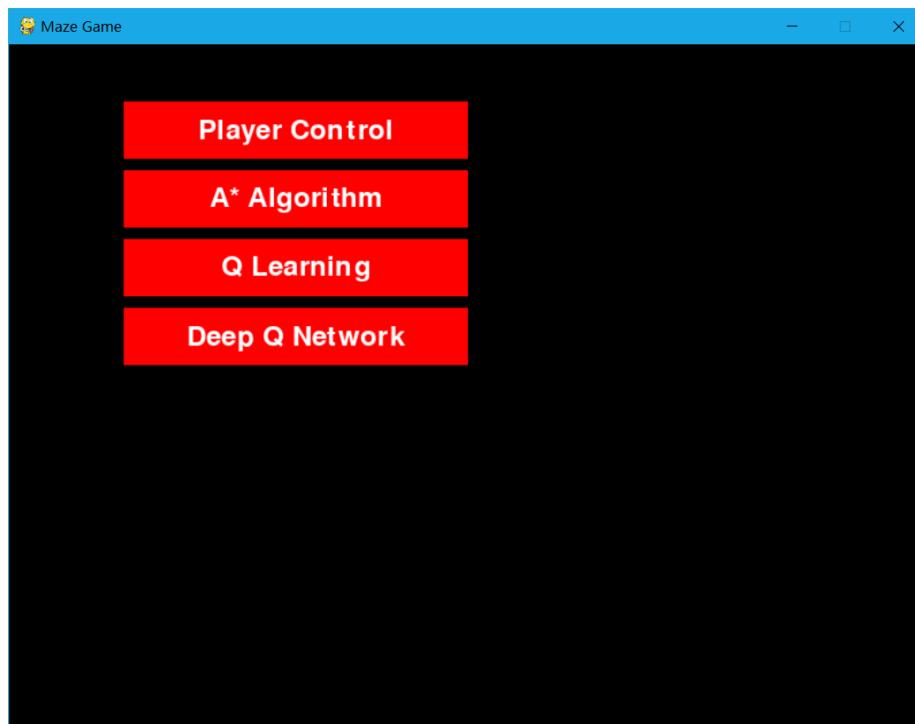 Maze Game
Player Control
A* Algorithm
Q Learning
Deep Q Network